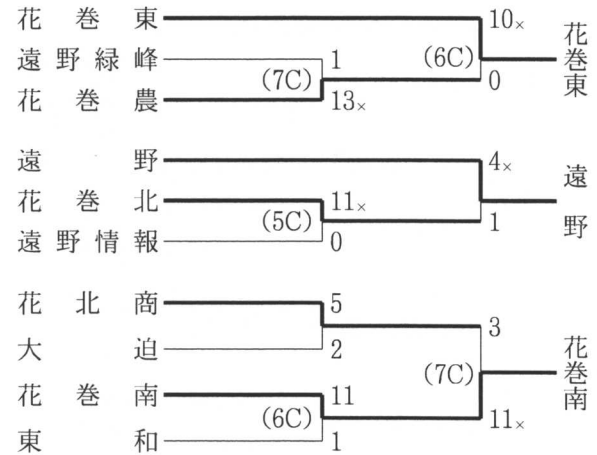 花巻東 10×
遠野緑峰 1 (7C) (6C) 花巻東
花巻農 13× 0
遠野 4×
花巻北 11× 遠野
遠野情報 (5C) 0 1
花北商 5
大迫 2 3
花巻南 11 (7C) 花巻南
東和 (6C) 1 11×